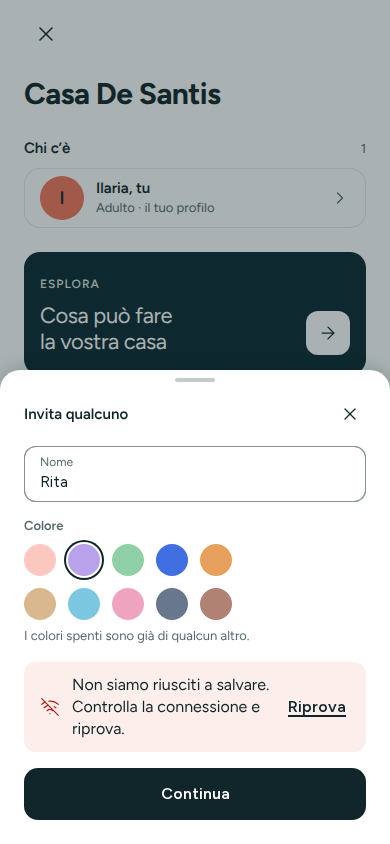 Casa De Santis
Chi c'è
1
I
Ilaria, tu
Adulto · il tuo profilo
ESPLORA
Cosa può fare
la vostra casa
Invita qualcuno
Nome
Rita
Colore
I colori spenti sono già di qualcun altro.
Non siamo riusciti a salvare.
Controlla la connessione e
riprova.
Riprova
Continua